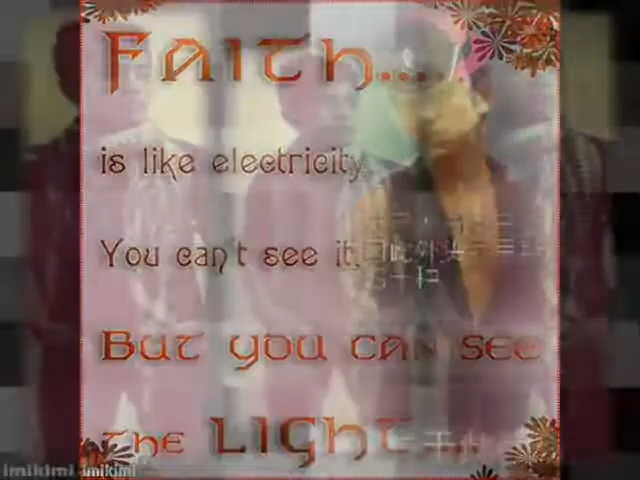 Faith...
is like electricity
You can't see it,
But you can see
the LIGHT...
imikimi imikimi